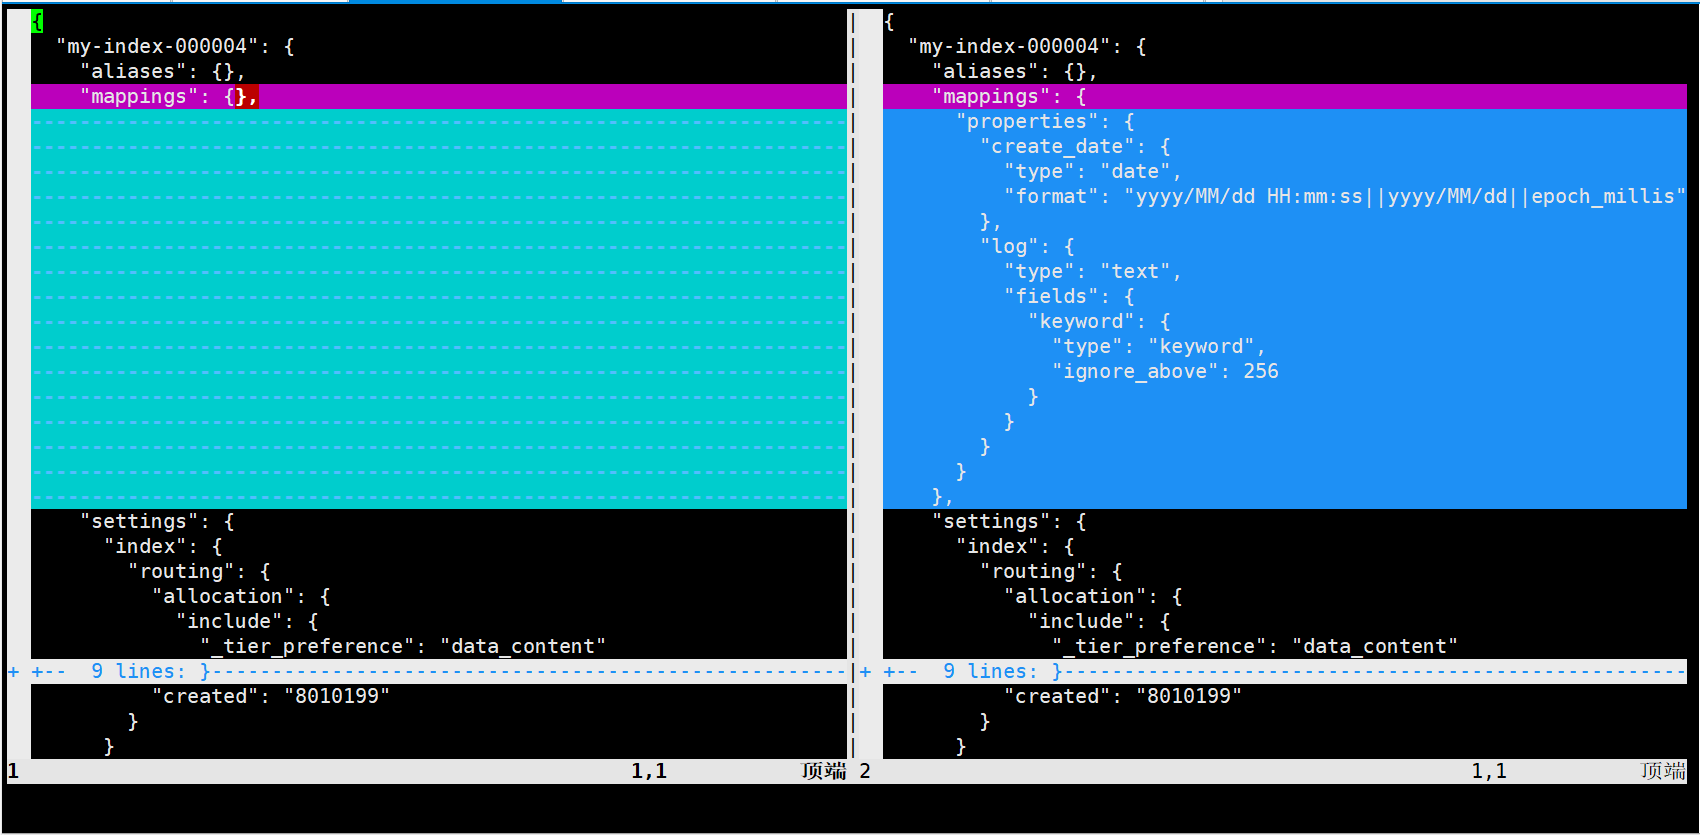 {
  "my-index-000004": {
    "aliases": {},
    "mappings": {},
    "settings": {
      "index": {
        "routing": {
          "allocation": {
            "include": {
              "_tier_preference": "data_content"
+ +--  9 lines: }-----------------------------------------------------
          "created": "8010199"
        }
      }
1 1,1 顶端
{
  "my-index-000004": {
    "aliases": {},
    "mappings": {
      "properties": {
        "create_date": {
          "type": "date",
          "format": "yyyy/MM/dd HH:mm:ss||yyyy/MM/dd||epoch_millis"
        },
        "log": {
          "type": "text",
          "fields": {
            "keyword": {
              "type": "keyword",
              "ignore_above": 256
            }
          }
        }
      }
    },
    "settings": {
      "index": {
        "routing": {
          "allocation": {
            "include": {
              "_tier_preference": "data_content"
+ +--  9 lines: }----------------------------------------------------
          "created": "8010199"
        }
      }
2 1,1 顶端